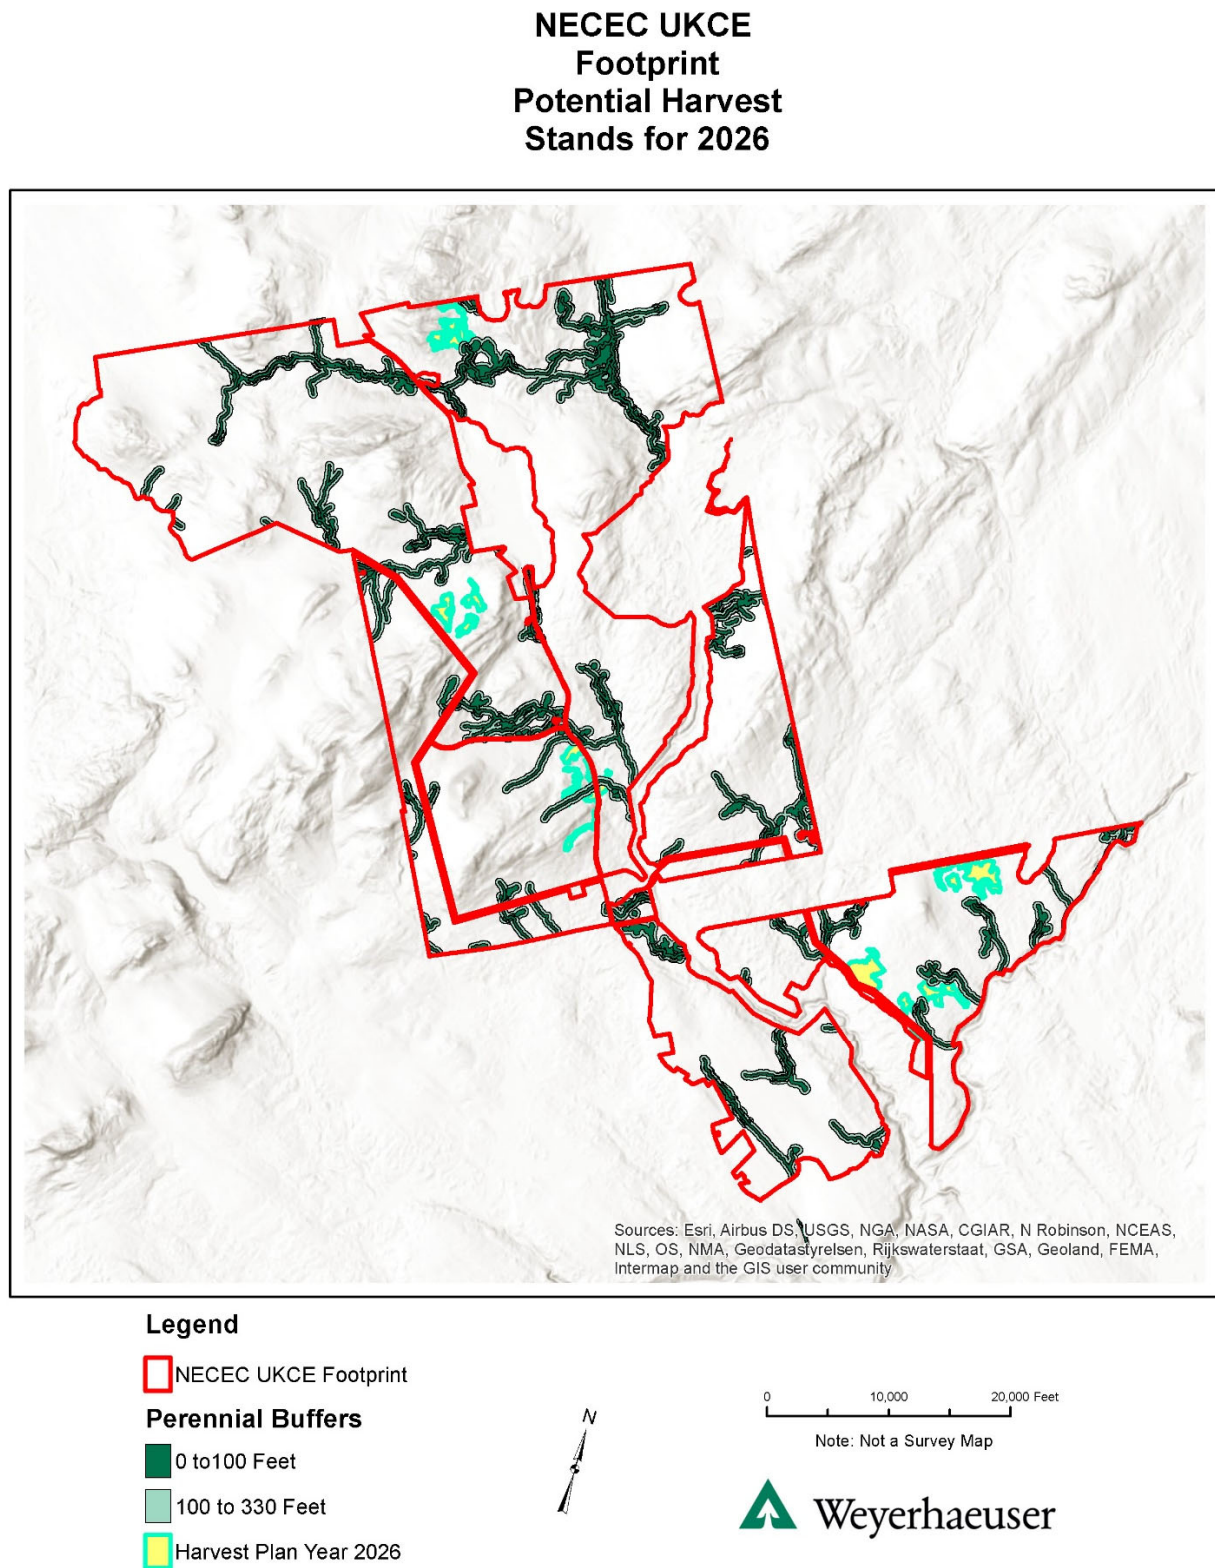 NECEC UKCE
Footprint
Potential Harvest
Stands for 2026
Sources: Esri, Airbus DS, USGS, NGA, NASA, CGIAR, N Robinson, NCEAS,
NLS, OS, NMA, Geodatastyrelsen, Rijkswaterstaat, GSA, Geoland, FEMA,
Intermap and the GIS user community
Legend
NECEC UKCE Footprint
Perennial Buffers
0 to100 Feet
100 to 330 Feet
Harvest Plan Year 2026
N
0 10,000 20,000 Feet
Note: Not a Survey Map
Weyerhaeuser